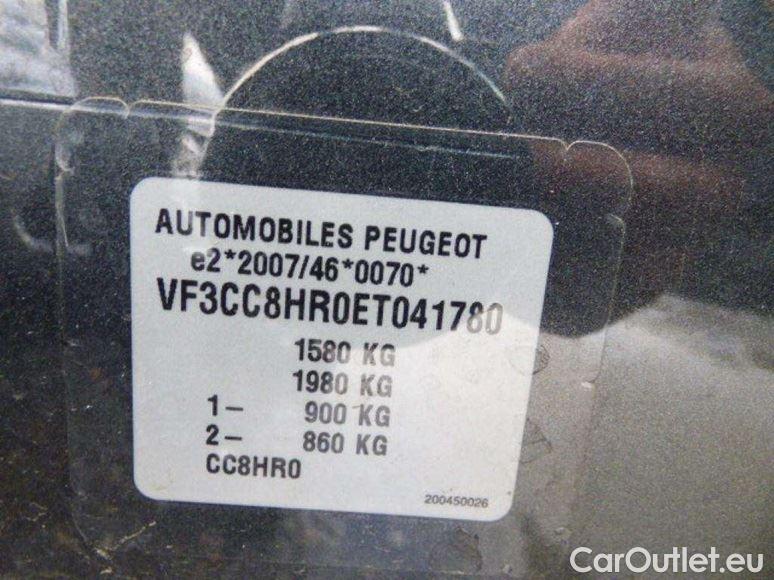 AUTOMOBILES PEUGEOT
e2*2007/46*0070*
VF3CC8HR0ET041780
1580 KG
1980 KG
1- 900 KG
2- 860 KG
CC8HR0
200450026
CarOutlet.eu